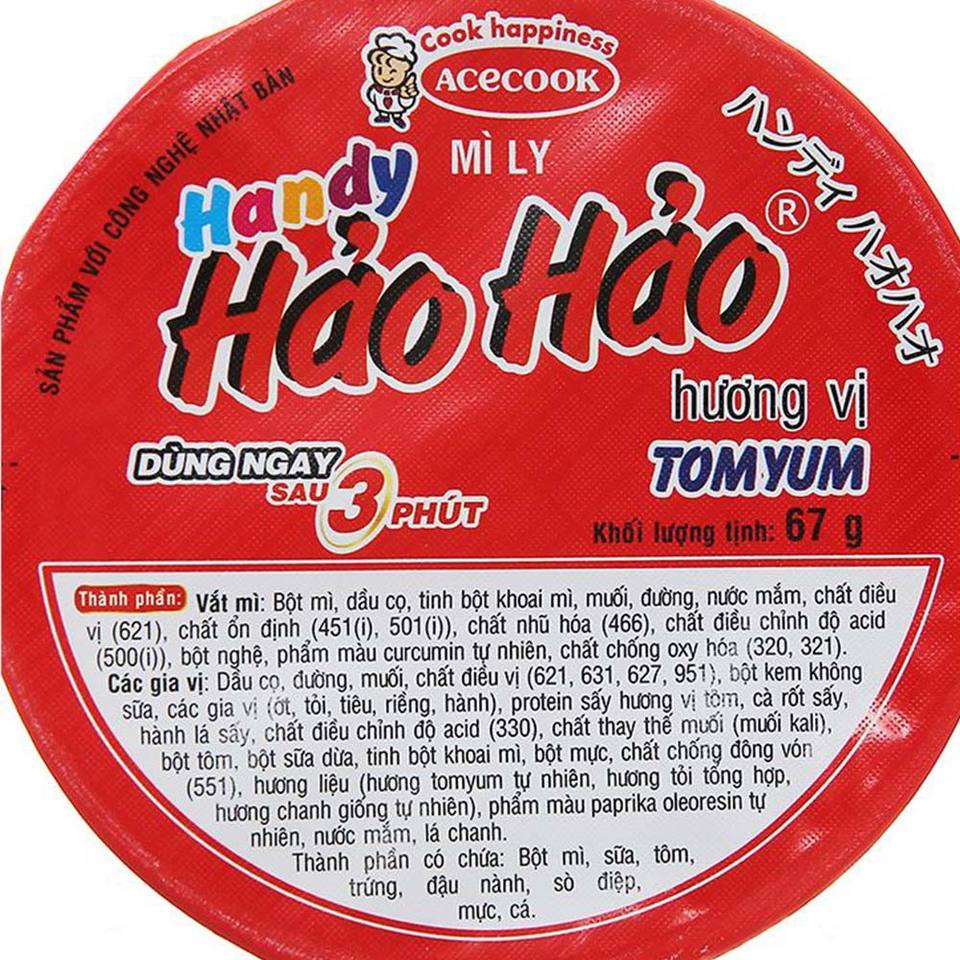 Cook happiness
ACECOOK
SẢN PHẨM VỚI CÔNG NGHỆ NHẬT BẢN
MÌ LY
ハンディ ハオハオ
Handy
Hảo Hảo ®
hương vị
TOMYUM
DÙNG NGAY
SAU 3 PHÚT
Khối lượng tịnh: 67 g
Thành phần: Vắt mì: Bột mì, dầu cọ, tinh bột khoai mì, muối, đường, nước mắm, chất điều
vị (621), chất ổn định (451(i), 501(i)), chất nhũ hóa (466), chất điều chỉnh độ acid
(500(i)), bột nghệ, phẩm màu curcumin tự nhiên, chất chống oxy hóa (320, 321).
Các gia vị: Dầu cọ, đường, muối, chất điều vị (621, 631, 627, 951), bột kem không
sữa, các gia vị (ớt, tỏi, tiêu, riềng, hành), protein sấy hương vị tôm, cà rốt sấy,
hành lá sấy, chất điều chỉnh độ acid (330), chất thay thế muối (muối kali),
bột tôm, bột sữa dừa, tinh bột khoai mì, bột mực, chất chống đông vón
(551), hương liệu (hương tomyum tự nhiên, hương tỏi tổng hợp,
hương chanh giống tự nhiên), phẩm màu paprika oleoresin tự
nhiên, nước mắm, lá chanh.
Thành phần có chứa: Bột mì, sữa, tôm,
trứng, đậu nành, sò điệp,
mực, cá.